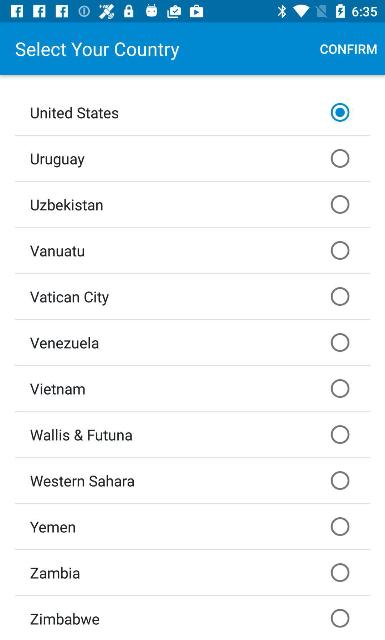 6:35
Select Your Country
CONFIRM
United States
Uruguay
Uzbekistan
Vanuatu
Vatican City
Venezuela
Vietnam
Wallis & Futuna
Western Sahara
Yemen
Zambia
Zimbabwe